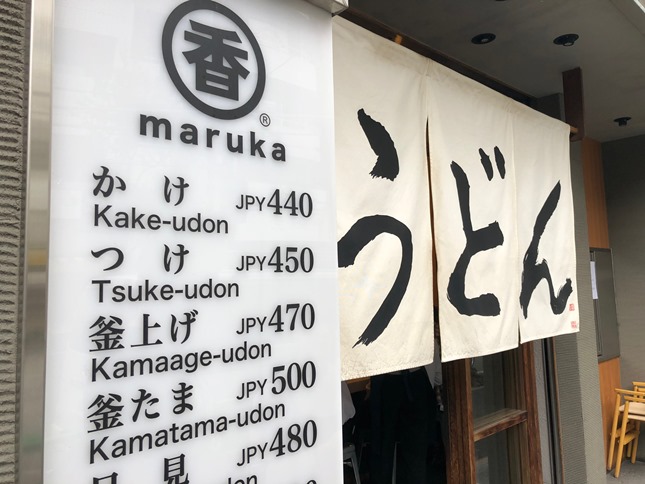 香
®
maruka
かけ JPY440
Kake-udon
つけ JPY450
Tsuke-udon
釜上げ JPY470
Kamaage-udon
釜たま JPY500
Kamatama-udon
JPY480
うどん